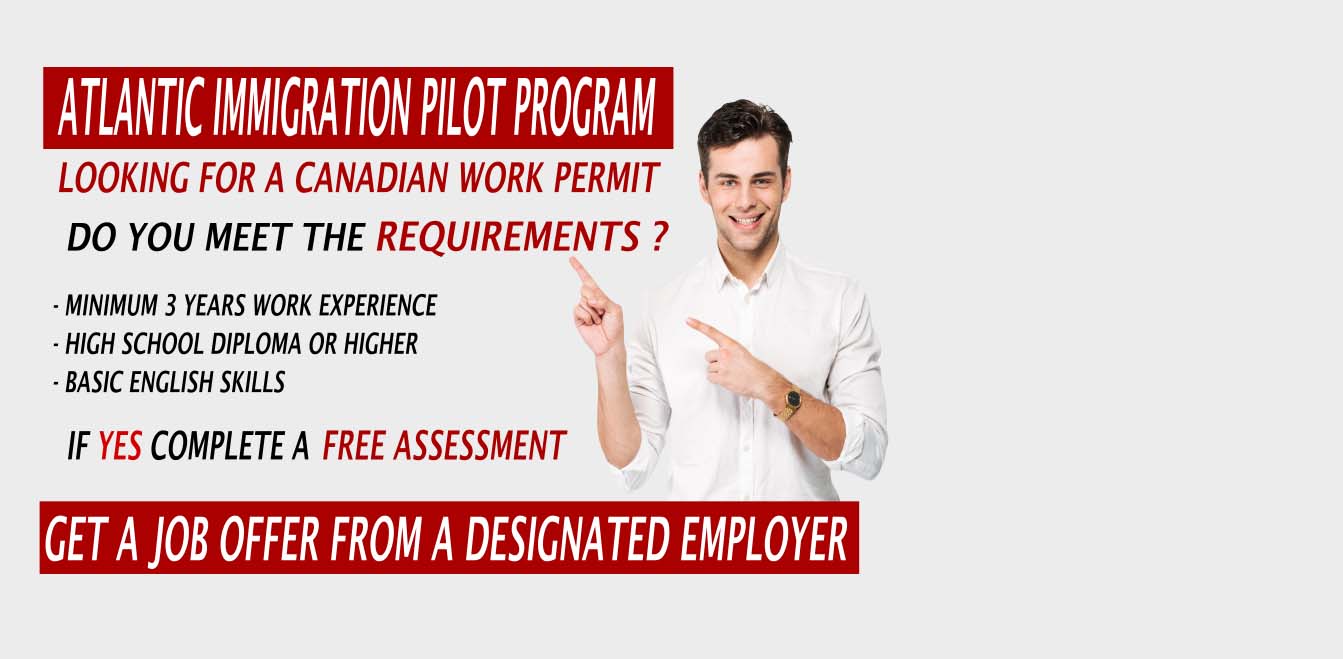 ATLANTIC IMMIGRATION PILOT PROGRAM
LOOKING FOR A CANADIAN WORK PERMIT
DO YOU MEET THE REQUIREMENTS ?
- MINIMUM 3 YEARS WORK EXPERIENCE
- HIGH SCHOOL DIPLOMA OR HIGHER
- BASIC ENGLISH SKILLS
IF YES COMPLETE A FREE ASSESSMENT
GET A JOB OFFER FROM A DESIGNATED EMPLOYER